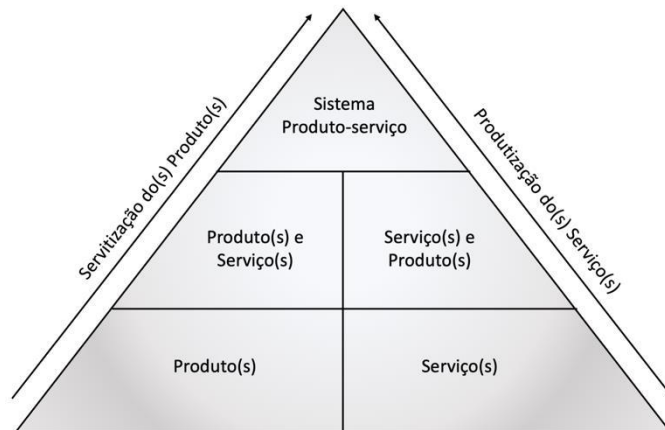 Servitização do(s) Produto(s)
Produtização do(s) Serviço(s)
Sistema
Produto-serviço
Produto(s) e
Serviço(s)
Serviço(s) e
Produto(s)
Produto(s)
Serviço(s)